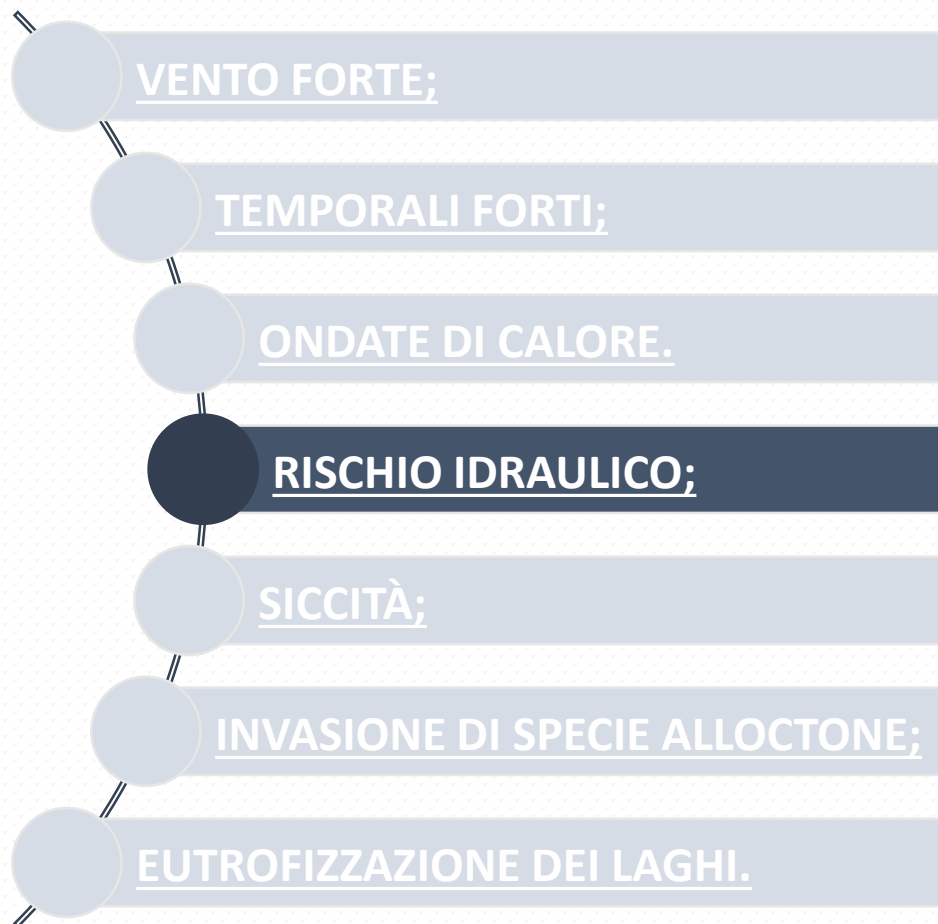 VENTO FORTE;
TEMPORALI FORTI;
ONDATE DI CALORE.
RISCHIO IDRAULICO;
SICCITÀ;
INVASIONE DI SPECIE ALLOCTONE;
EUTROFIZZAZIONE DEI LAGHI.